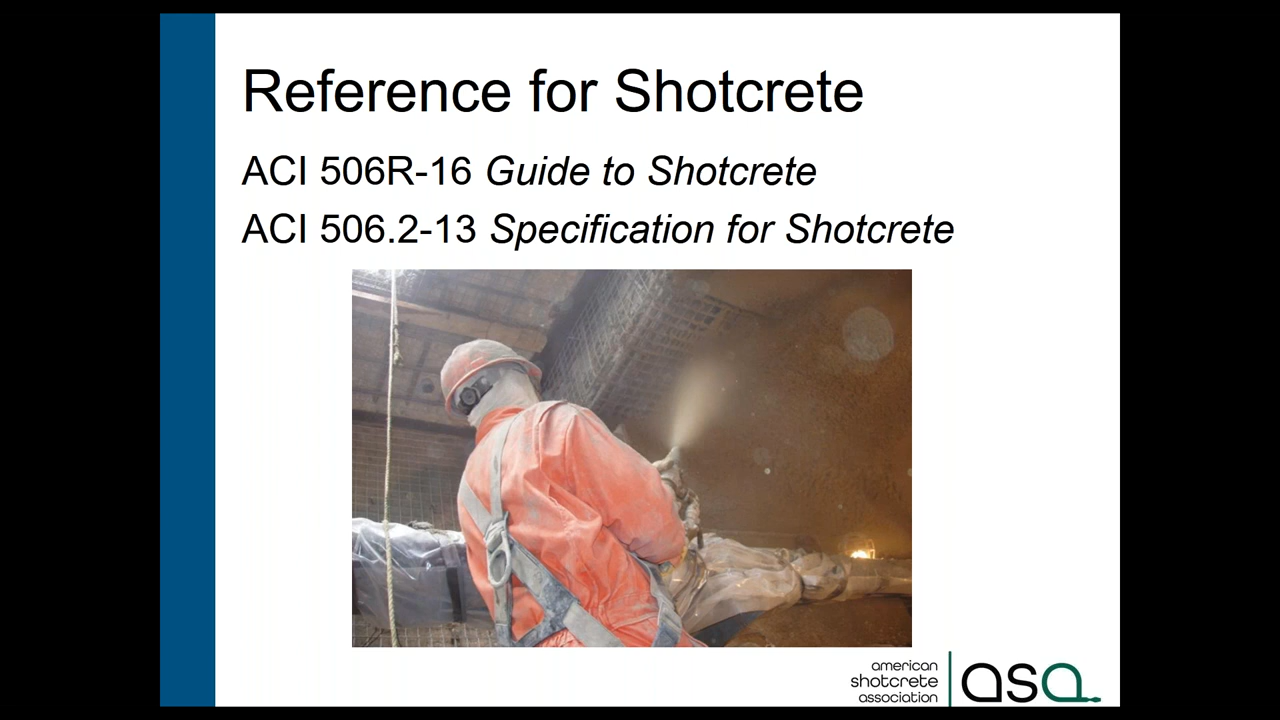 Reference for Shotcrete
ACI 506R-16 Guide to Shotcrete
ACI 506.2-13 Specification for Shotcrete
american
shotcrete
association
asa